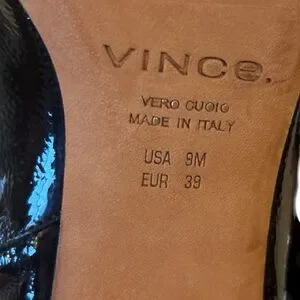 VINCE.
VERO CUOIO
MADE IN ITALY
USA 9M
EUR 39